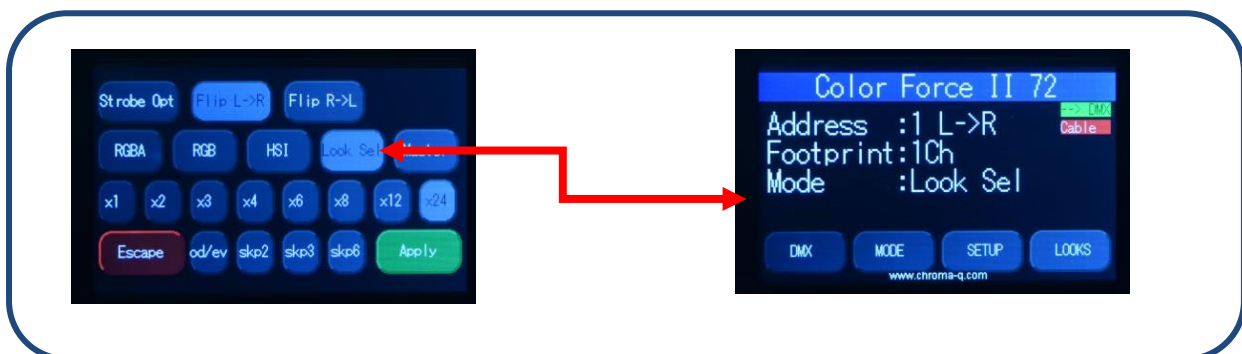 Strobe Opt Flip L->R Flip R->L
RGBA RGB HSI Look Sel Master
x1 x2 x3 x4 x6 x8 x12 x24
Escape od/ev skp2 skp3 skp6 Apply
Color Force II 72
--> DMX
Address :1 L->R
Cable
Footprint:1Ch
Mode :Look Sel
DMX MODE SETUP LOOKS
www.chroma-q.com